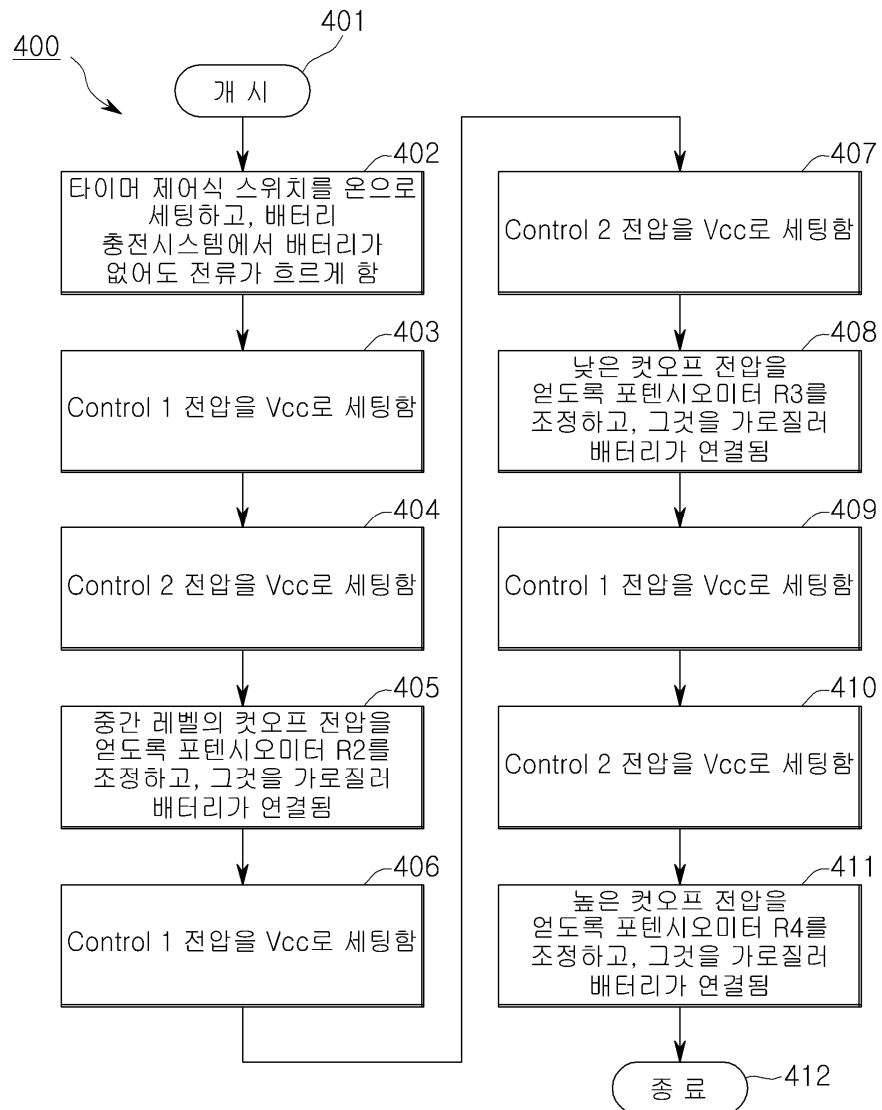 400
401
개 시
402
타이머 제어식 스위치를 온으로
세팅하고, 배터리
충전시스템에서 배터리가
없어도 전류가 흐르게 함
403
Control 1 전압을 Vcc로 세팅함
404
Control 2 전압을 Vcc로 세팅함
405
중간 레벨의 컷오프 전압을
얻도록 포텐시오미터 R2를
조정하고, 그것을 가로질러
배터리가 연결됨
406
Control 1 전압을 Vcc로 세팅함
407
Control 2 전압을 Vcc로 세팅함
408
낮은 컷오프 전압을
얻도록 포텐시오미터 R3를
조정하고, 그것을 가로질러
배터리가 연결됨
409
Control 1 전압을 Vcc로 세팅함
410
Control 2 전압을 Vcc로 세팅함
411
높은 컷오프 전압을
얻도록 포텐시오미터 R4를
조정하고, 그것을 가로질러
배터리가 연결됨
종 료
412